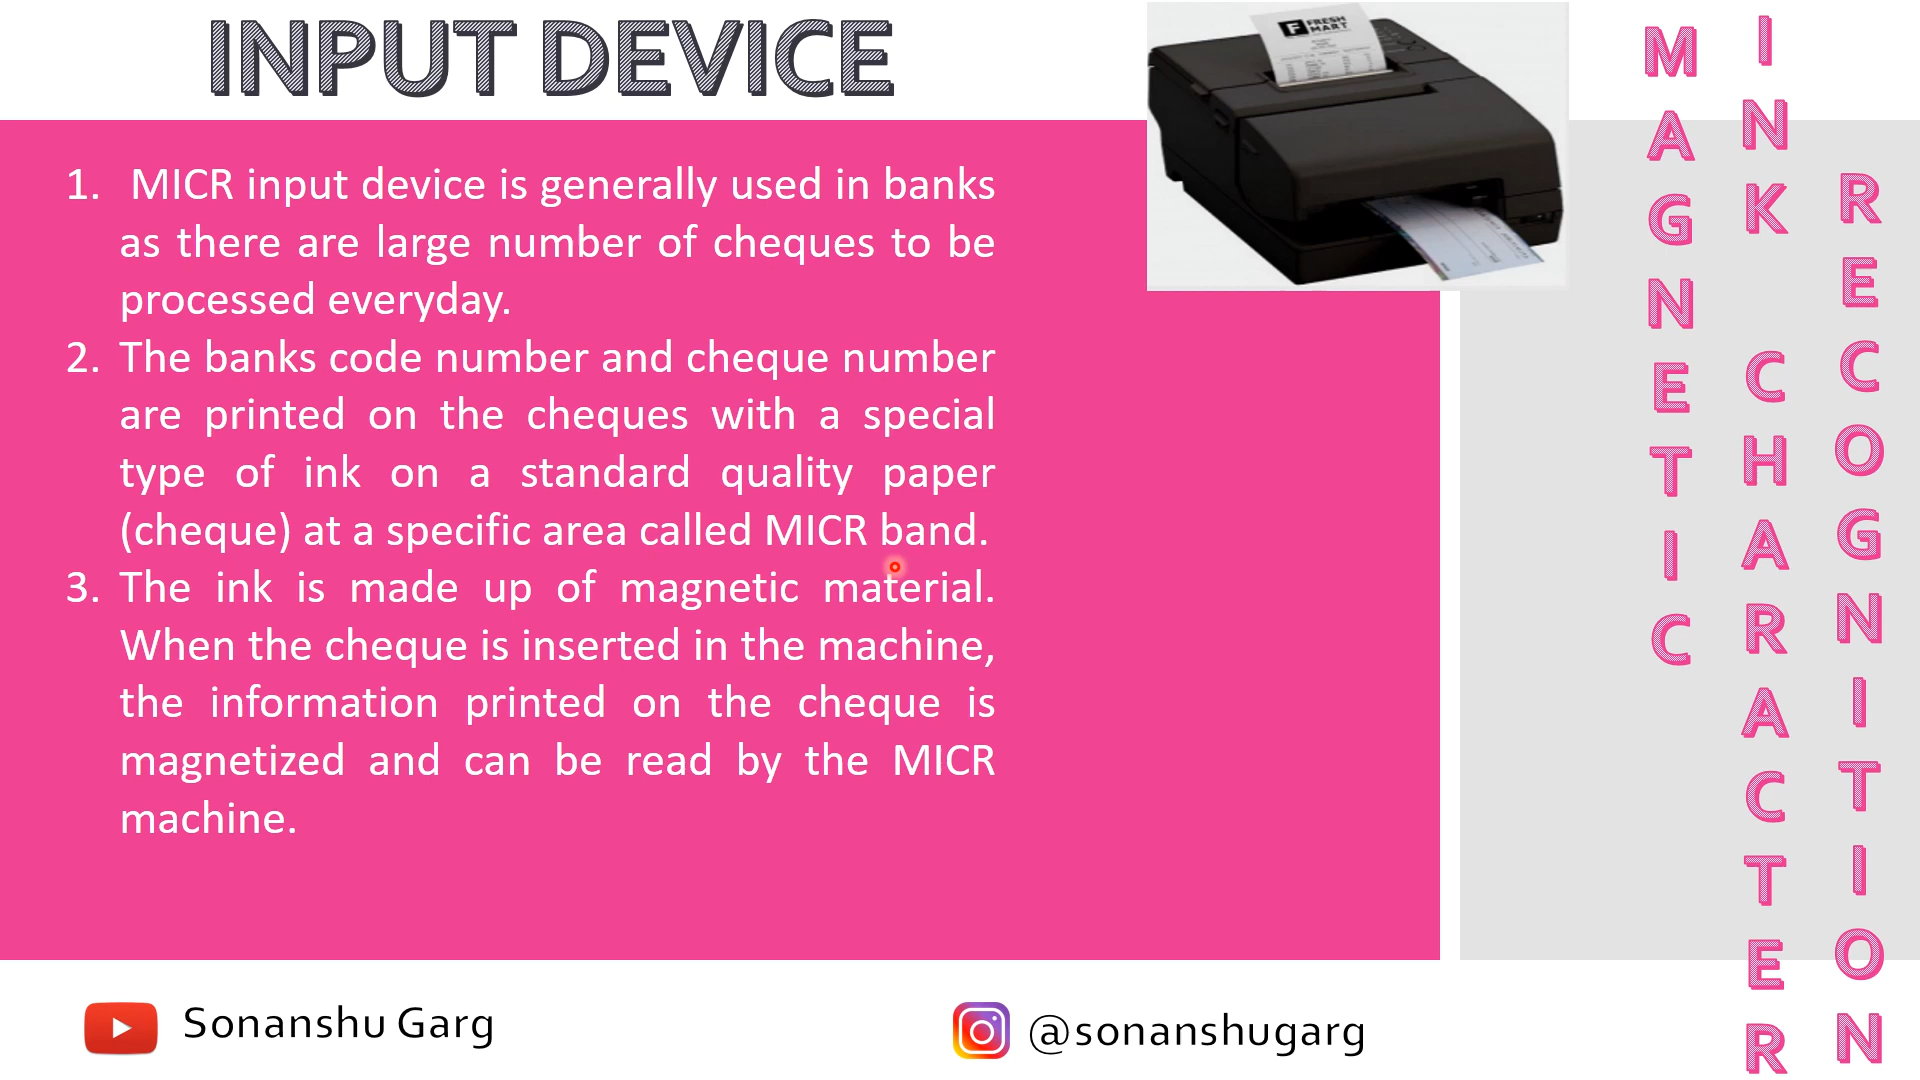 INPUT DEVICE
FRESH
MART
1. MICR input device is generally used in banks
as there are large number of cheques to be
processed everyday.
2. The banks code number and cheque number
are printed on the cheques with a special
type of ink on a standard quality paper
(cheque) at a specific area called MICR band.
3. The ink is made up of magnetic material.
When the cheque is inserted in the machine,
the information printed on the cheque is
magnetized and can be read by the MICR
machine.
MAGNETIC
INK CHARACTER
RECOGNITION
Sonanshu Garg
@sonanshugarg